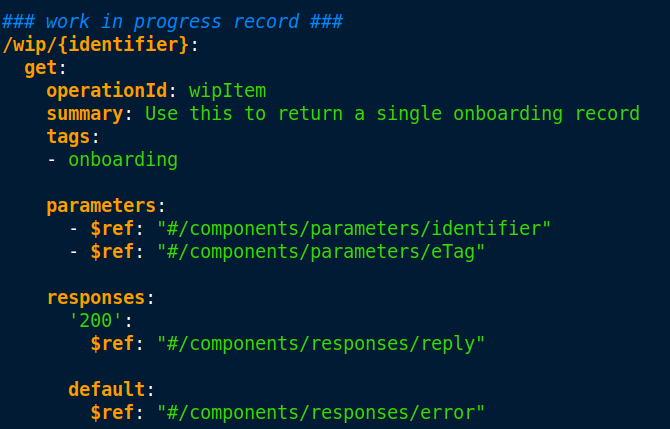 ### work in progress record ###
/wip/{identifier}:
  get:
    operationId: wipItem
    summary: Use this to return a single onboarding record
    tags:
    - onboarding

    parameters:
      - $ref: "#/components/parameters/identifier"
      - $ref: "#/components/parameters/eTag"

    responses:
      '200':
        $ref: "#/components/responses/reply"

      default:
        $ref: "#/components/responses/error"